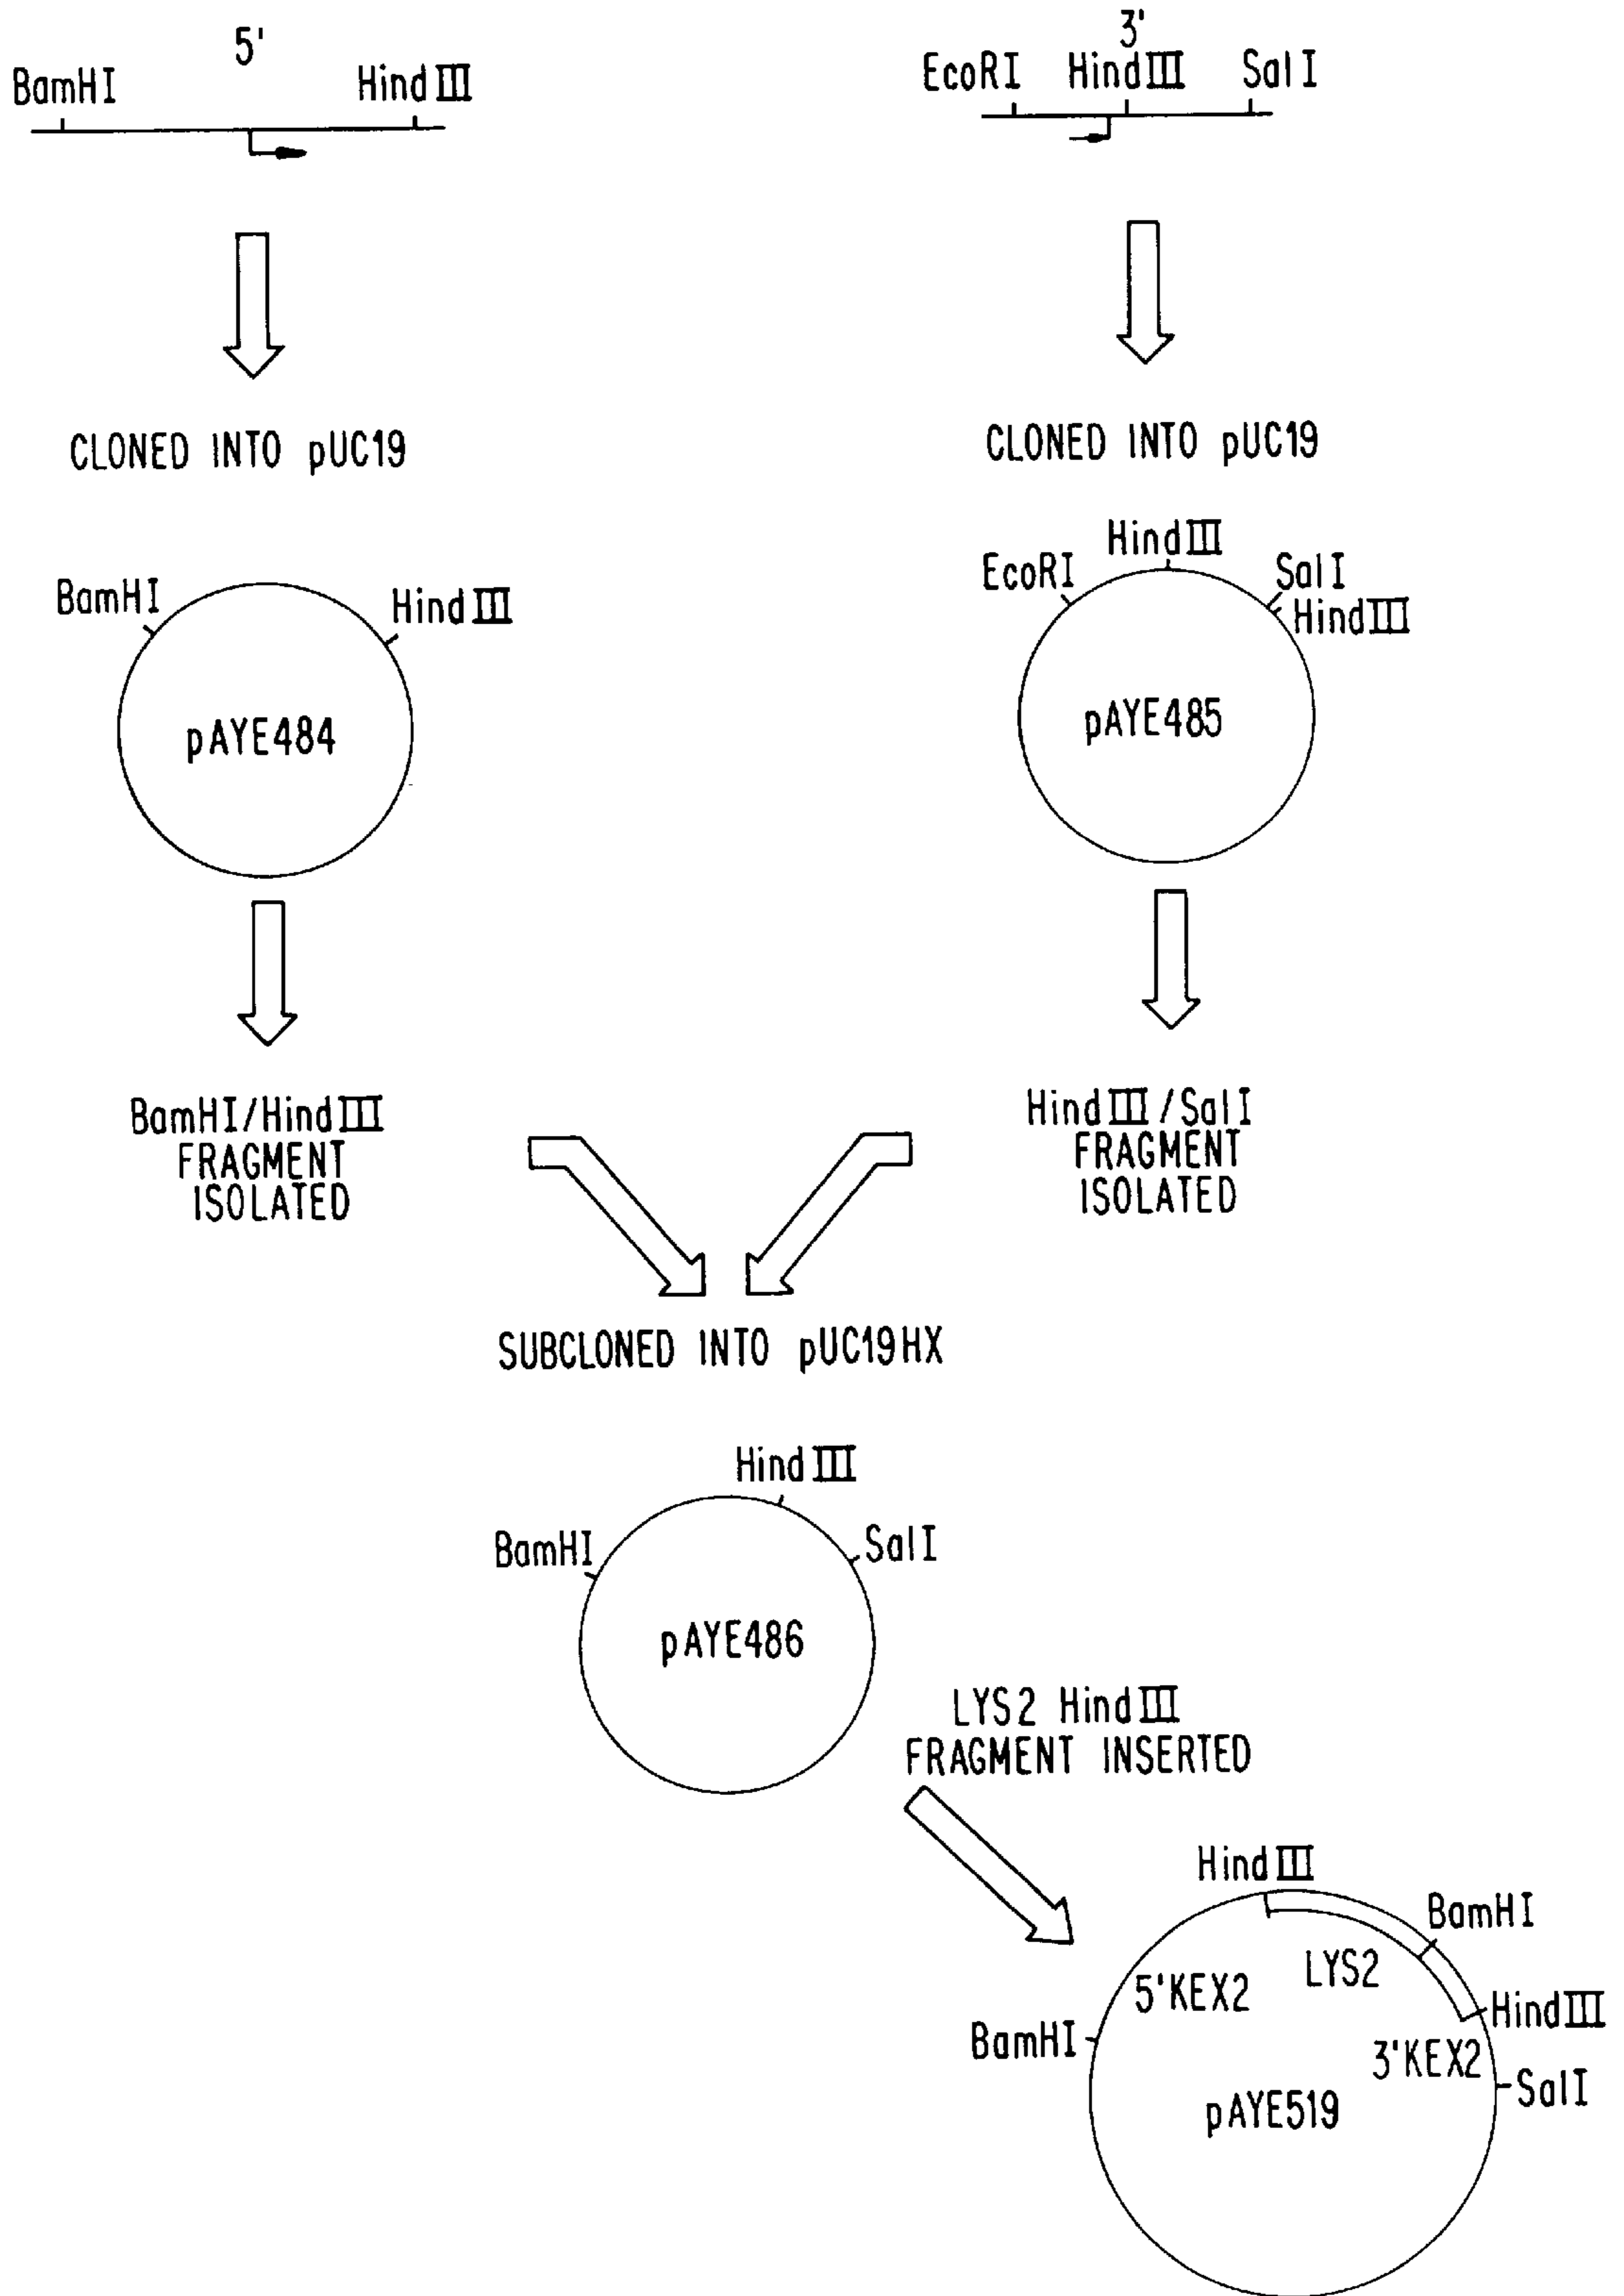 5'
BamHI
HindIII
3'
EcoRI
HindIII
SalI
CLONED INTO pUC19
CLONED INTO pUC19
BamHI
HindIII
pAYE484
HindIII
EcoRI
SalI
HindIII
pAYE485
BamHI/HindIII
FRAGMENT
ISOLATED
HindIII/SalI
FRAGMENT
ISOLATED
SUBCLONED INTO pUC19HX
HindIII
BamHI
SalI
pAYE486
LYS2 HindIII
FRAGMENT INSERTED
HindIII
BamHI
LYS2
5'KEX2
HindIII
BamHI
3'KEX2
SalI
pAYE519